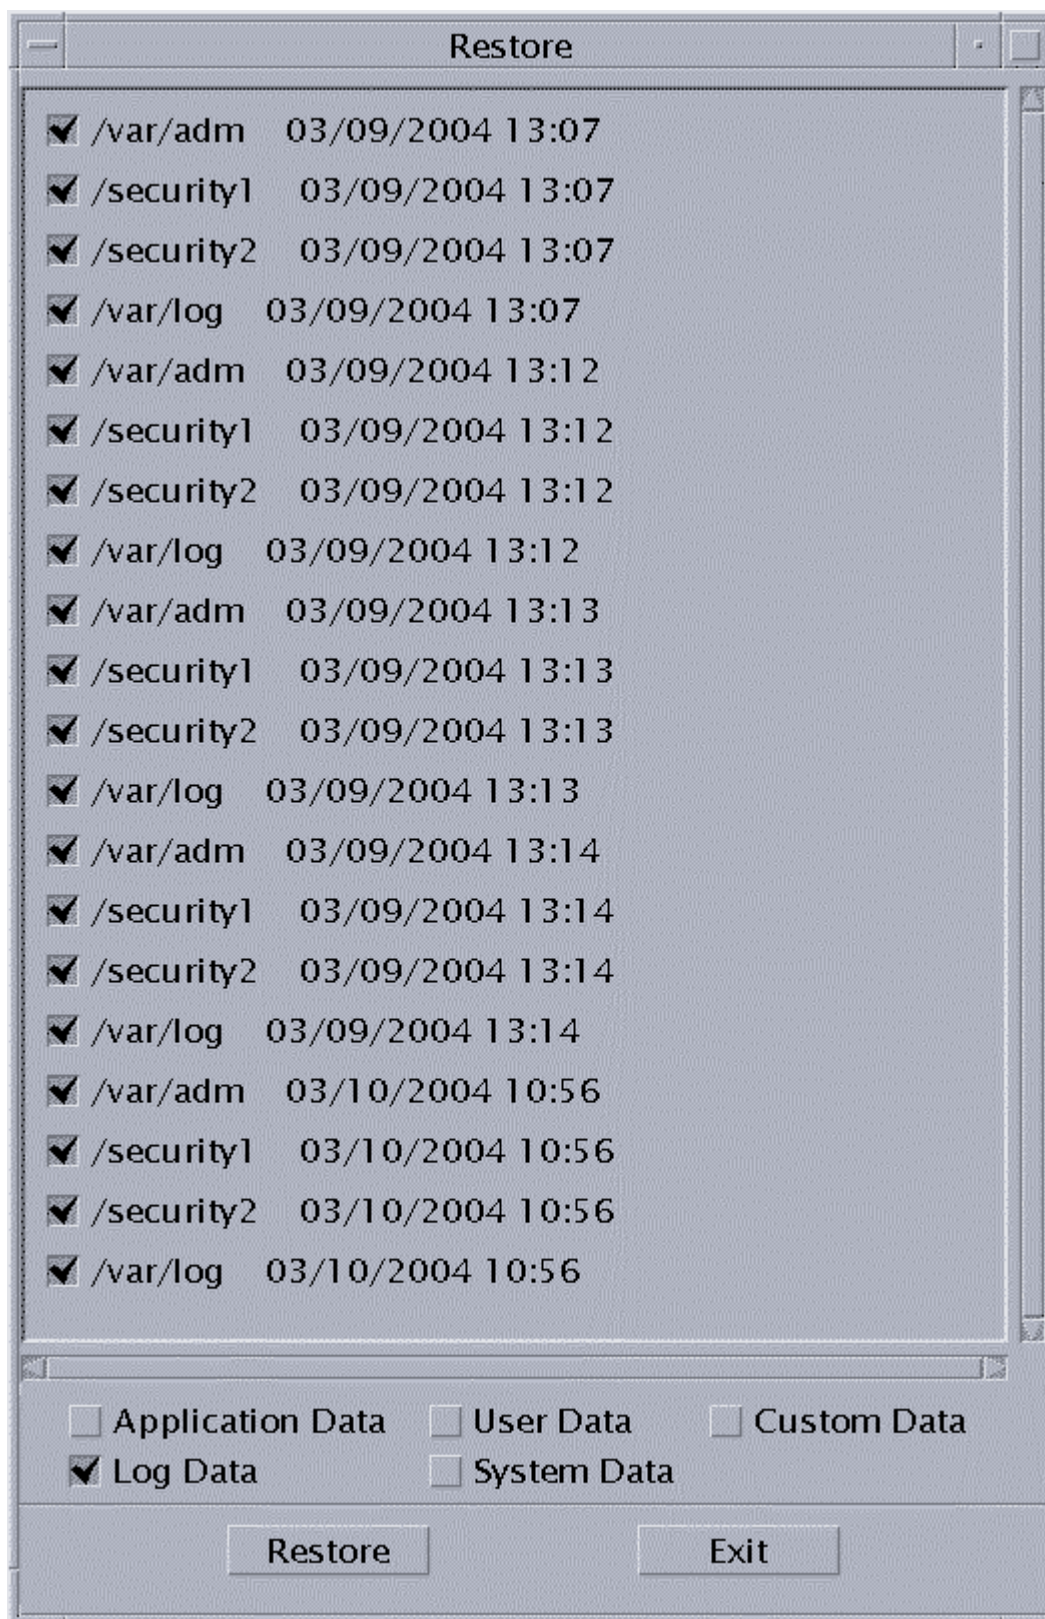 Restore
/var/adm 03/09/2004 13:07
/security1 03/09/2004 13:07
/security2 03/09/2004 13:07
/var/log 03/09/2004 13:07
/var/adm 03/09/2004 13:12
/security1 03/09/2004 13:12
/security2 03/09/2004 13:12
/var/log 03/09/2004 13:12
/var/adm 03/09/2004 13:13
/security1 03/09/2004 13:13
/security2 03/09/2004 13:13
/var/log 03/09/2004 13:13
/var/adm 03/09/2004 13:14
/security1 03/09/2004 13:14
/security2 03/09/2004 13:14
/var/log 03/09/2004 13:14
/var/adm 03/10/2004 10:56
/security1 03/10/2004 10:56
/security2 03/10/2004 10:56
/var/log 03/10/2004 10:56
Application Data User Data Custom Data
Log Data System Data
Restore Exit